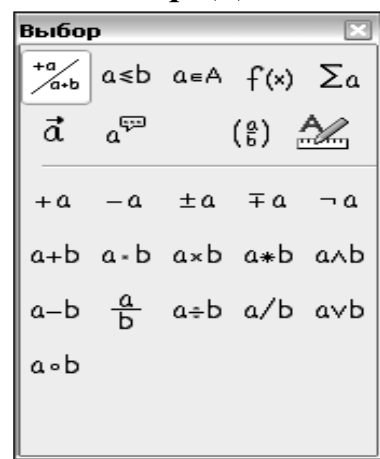 Выбор
+a/a+b a≤b a∈A f(x) Σa
a⃗ a (a b) A
+a −a ±a ∓a ¬a
a+b a·b a×b a∗b a∧b
a−b a/b a÷b a/b a∨b
a∘b